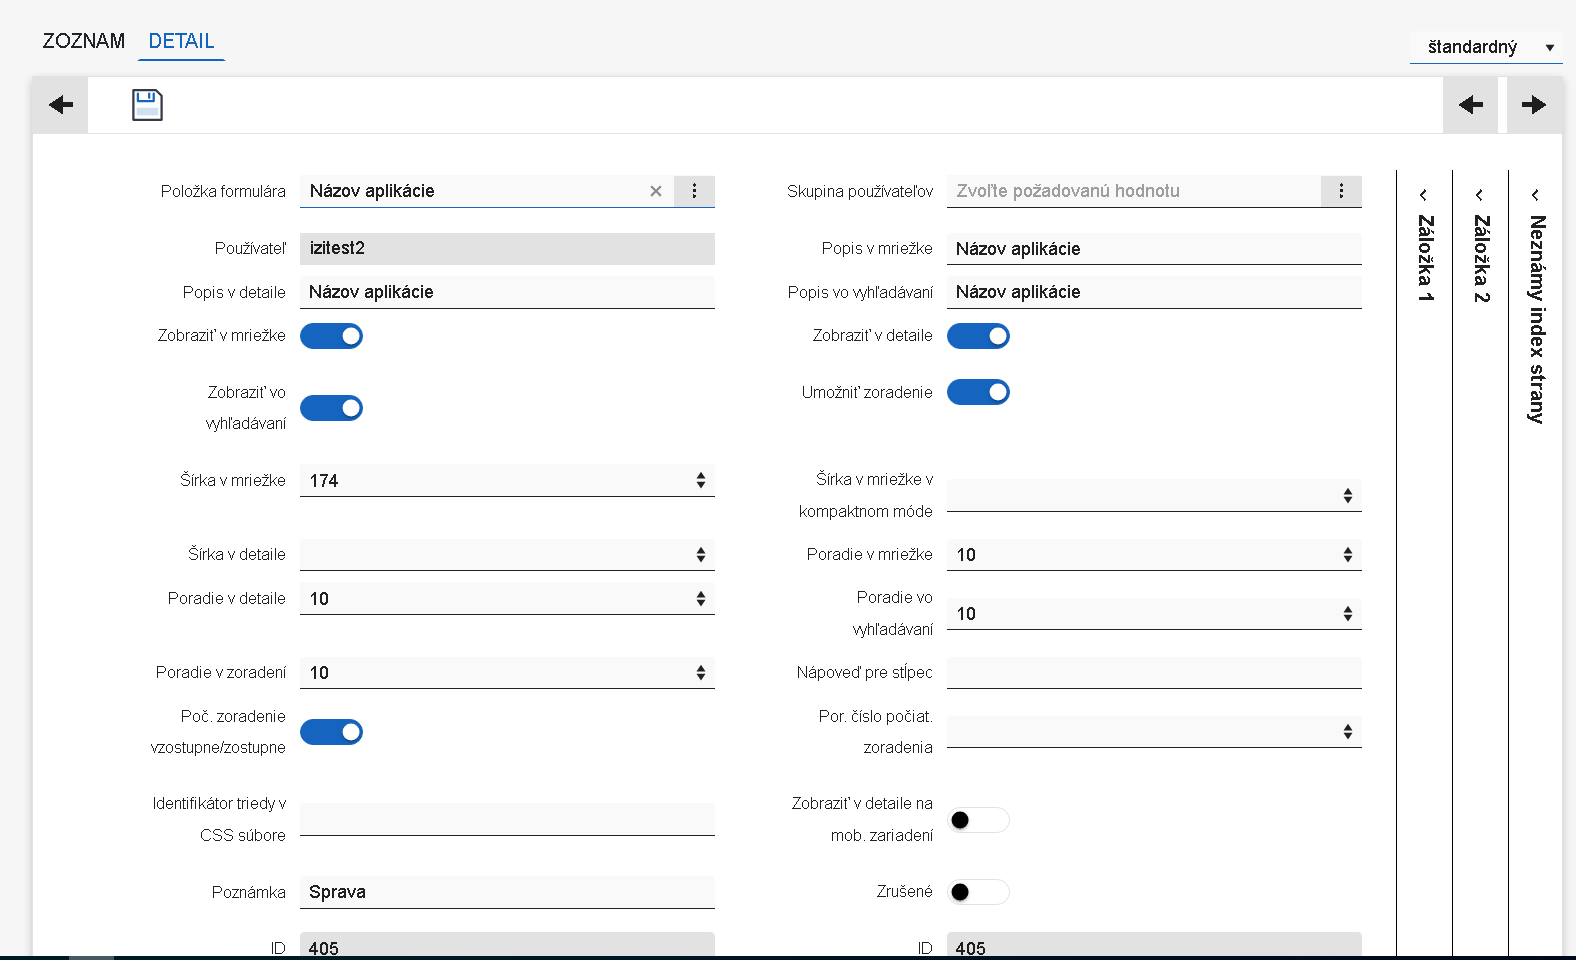 ZOZNAM DETAIL
štandardný
Položka formulára Názov aplikácie
Skupina používateľov Zvoľte požadovanú hodnotu
Používateľ izitest2
Popis v mriežke Názov aplikácie
Popis v detaile Názov aplikácie
Popis vo vyhľadávaní Názov aplikácie
Zobraziť v mriežke
Zobraziť v detaile
Zobraziť vo
vyhľadávaní
Umožniť zoradenie
Šírka v mriežke 174
Šírka v mriežke v
kompaktnom móde
Šírka v detaile
Poradie v mriežke 10
Poradie v detaile 10
Poradie vo
vyhľadávaní 10
Poradie v zoradení 10
Nápoveď pre stĺpec
Poč. zoradenie
vzostupne/zostupne
Por. číslo počiat.
zoradenia
Identifikátor triedy v
CSS súbore
Zobraziť v detaile na
mob. zariadení
Poznámka Sprava
Zrušené
ID 405
ID 405
Záložka 1
Záložka 2
Neznámy index strany